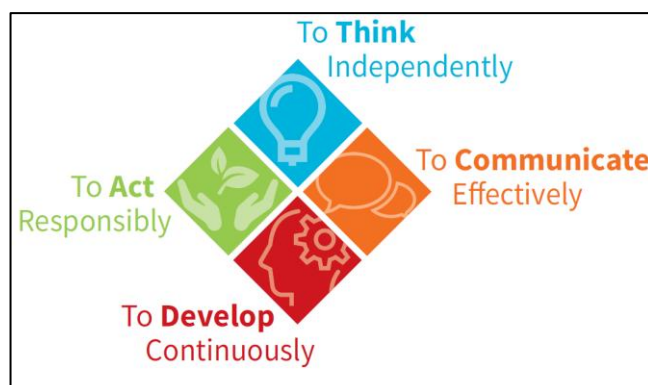 To Think
Independently
To Communicate
Effectively
To Act
Responsibly
To Develop
Continuously